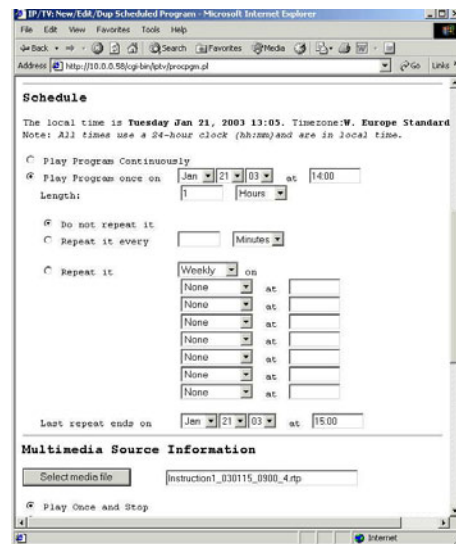 IP/TV: New/Edit/Dup Scheduled Program - Microsoft Internet Explorer
File Edit View Favorites Tools Help
Back Search Favorites Media
Address http://10.0.0.58/cgi-bin/iptv/procpgm.pl Go Links
Schedule
The local time is Tuesday Jan 21, 2003 13:05. Timezone:W. Europe Standard
Note: All times use a 24-hour clock (hh:mm)and are in local time.
Play Program Continuously
Play Program once on Jan 21 03 at 14:00
Length: 1 Hours
Do not repeat it
Repeat it every Minutes
Repeat it Weekly on
None at
None at
None at
None at
None at
None at
None at
Last repeat ends on Jan 21 03 at 15:00
Multimedia Source Information
Select media file Instruction1_030115_0900_4.rtp
Play Once and Stop
Internet